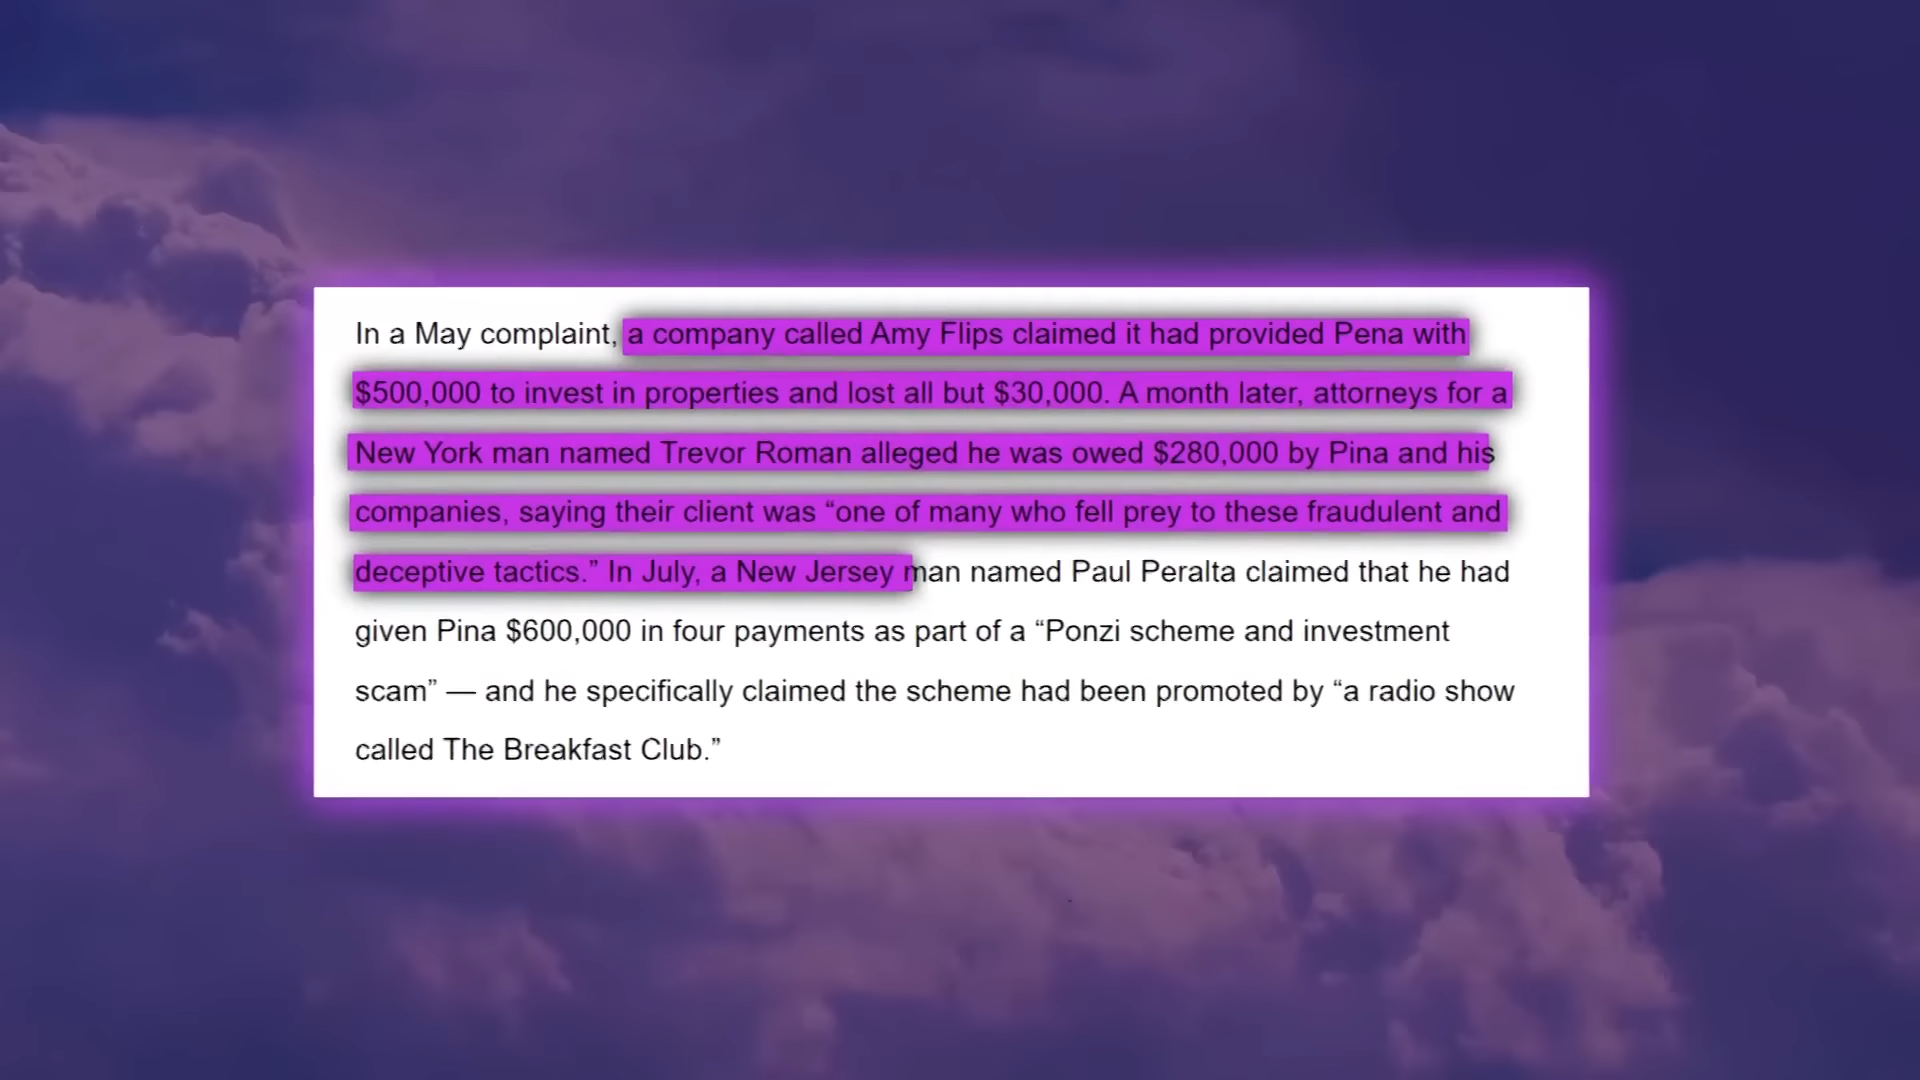 In a May complaint, a company called Amy Flips claimed it had provided Pena with
$500,000 to invest in properties and lost all but $30,000. A month later, attorneys for a
New York man named Trevor Roman alleged he was owed $280,000 by Pina and his
companies, saying their client was “one of many who fell prey to these fraudulent and
deceptive tactics.” In July, a New Jersey man named Paul Peralta claimed that he had
given Pina $600,000 in four payments as part of a “Ponzi scheme and investment
scam” — and he specifically claimed the scheme had been promoted by “a radio show
called The Breakfast Club.”